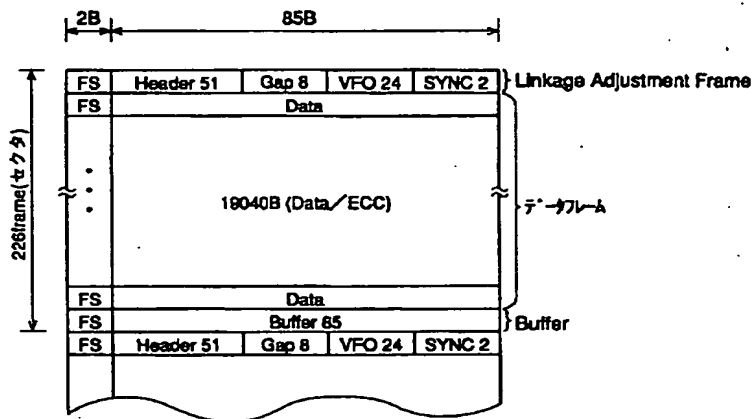 2B 85B
FS Header 51 Gap 8 VFO 24 SYNC 2 Linkage Adjustment Frame
FS Data
226frame(セクタ)
19040B (Data/ECC)
データフレーム
FS Data
FS Buffer 85 Buffer
FS Header 51 Gap 8 VFO 24 SYNC 2